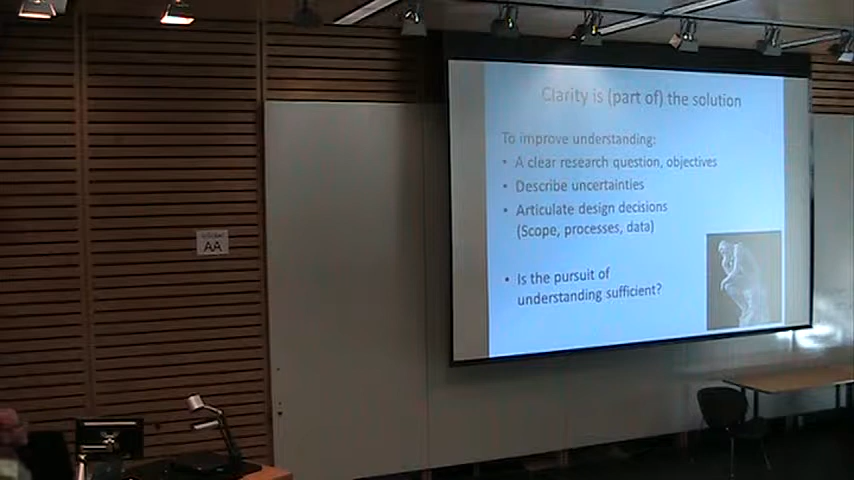 Clarity is (part of) the solution
To improve understanding:
• A clear research question, objectives
• Describe uncertainties
• Articulate design decisions
(Scope, processes, data)
• Is the pursuit of
understanding sufficient?
AA